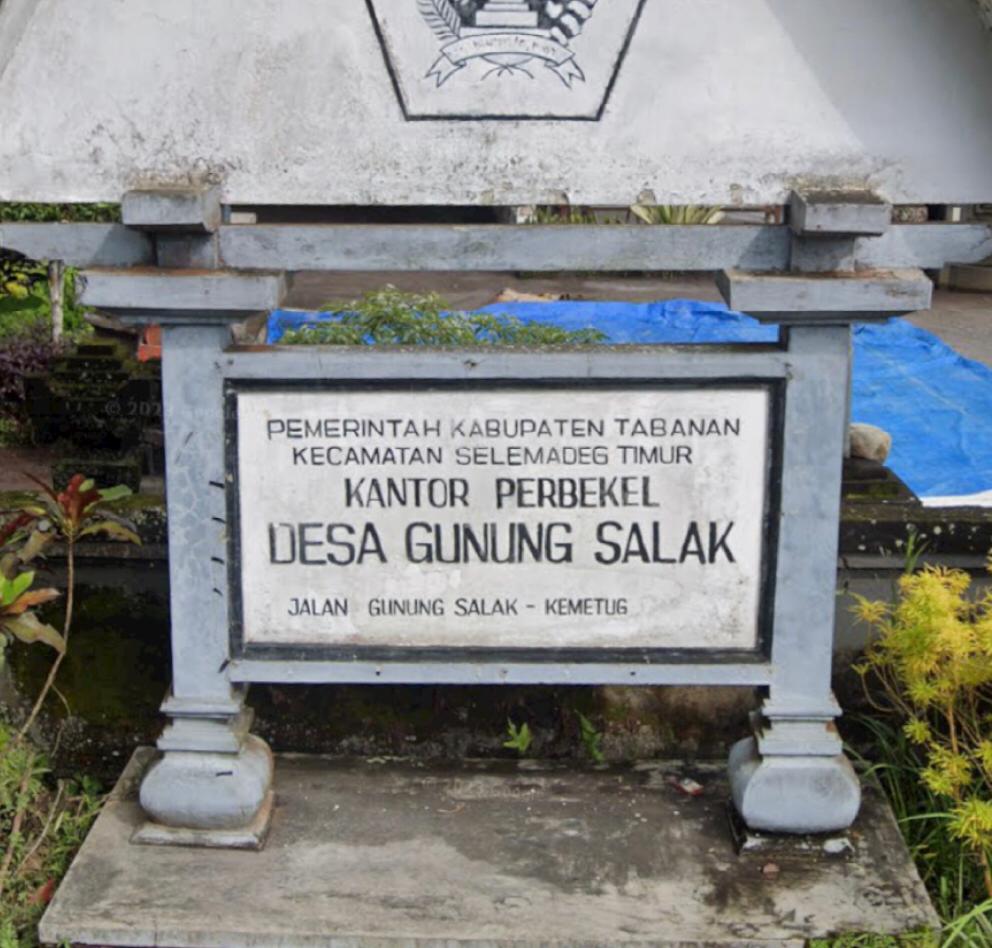 PEMERINTAH KABUPATEN TABANAN
KECAMATAN SELEMADEG TIMUR
KANTOR PERBEKEL
DESA GUNUNG SALAK
JALAN GUNUNG SALAK - KEMETUG